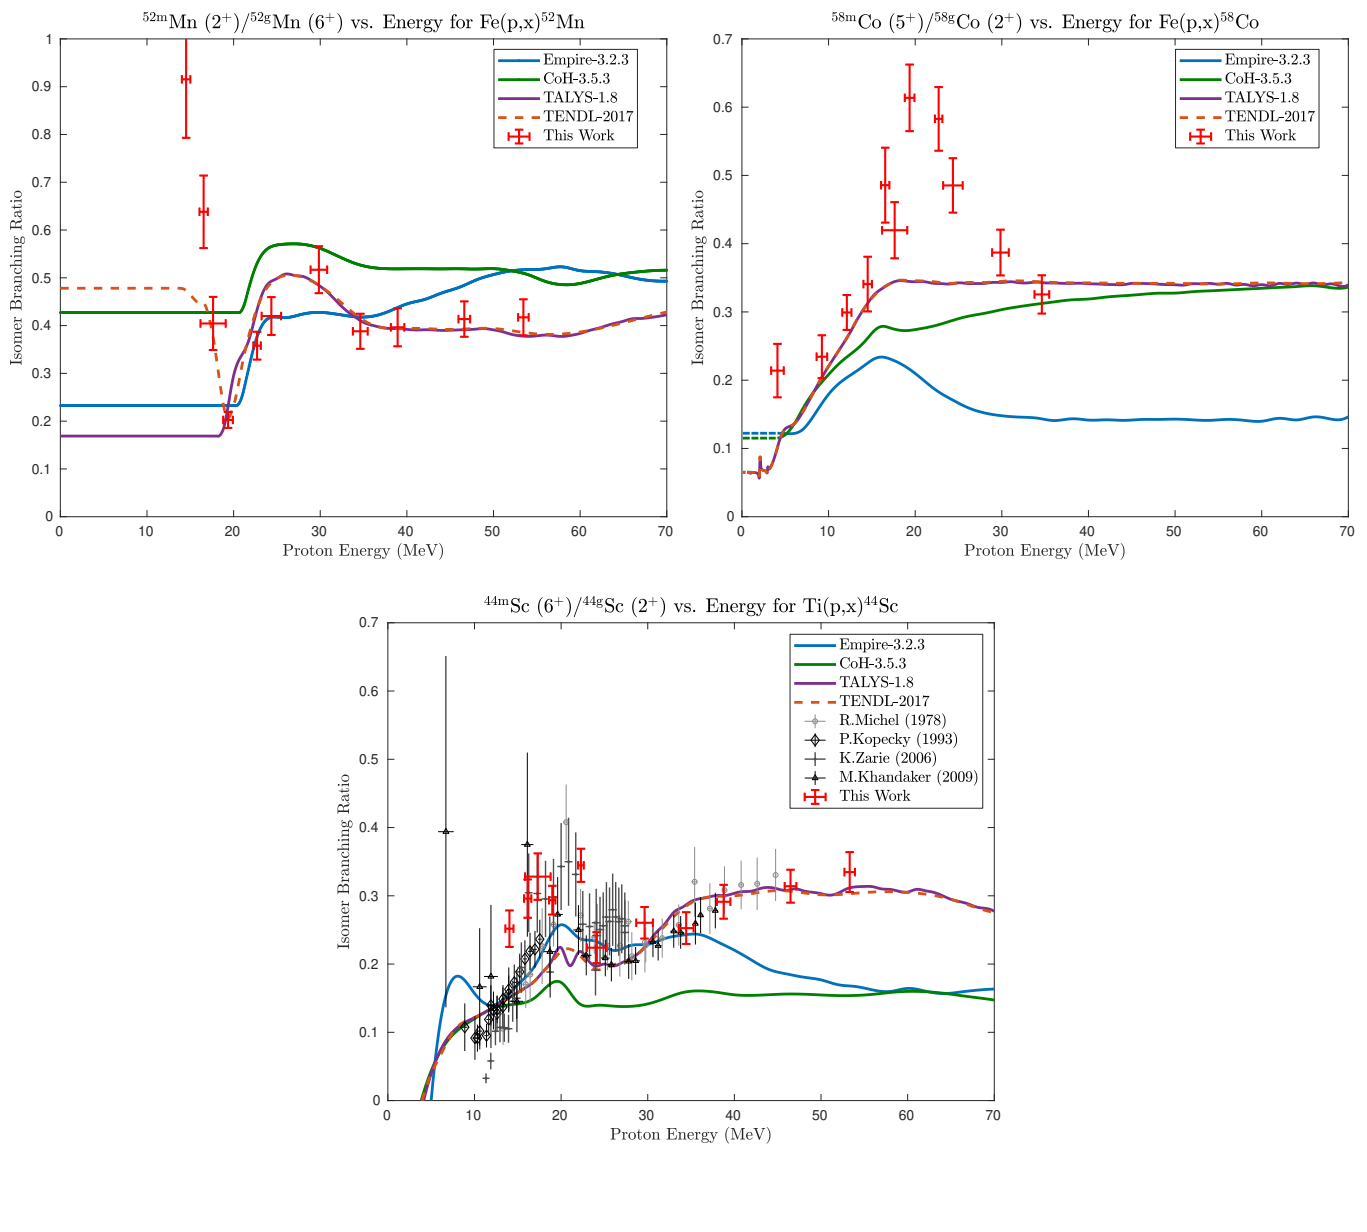 ⁵²ᵐMn (2⁺)/⁵²ᵍMn (6⁺) vs. Energy for Fe(p,x)⁵²Mn
Isomer Branching Ratio
1
0.9
0.8
0.7
0.6
0.5
0.4
0.3
0.2
0.1
0
Empire-3.2.3
CoH-3.5.3
TALYS-1.8
TENDL-2017
This Work
0 10 20 30 40 50 60 70
Proton Energy (MeV)
⁵⁸ᵐCo (5⁺)/⁵⁸ᵍCo (2⁺) vs. Energy for Fe(p,x)⁵⁸Co
Isomer Branching Ratio
0.7
0.6
0.5
0.4
0.3
0.2
0.1
0
Empire-3.2.3
CoH-3.5.3
TALYS-1.8
TENDL-2017
This Work
0 10 20 30 40 50 60 70
Proton Energy (MeV)
⁴⁴ᵐSc (6⁺)/⁴⁴ᵍSc (2⁺) vs. Energy for Ti(p,x)⁴⁴Sc
Isomer Branching Ratio
0.7
0.6
0.5
0.4
0.3
0.2
0.1
0
Empire-3.2.3
CoH-3.5.3
TALYS-1.8
TENDL-2017
R.Michel (1978)
P.Kopecky (1993)
K.Zarie (2006)
M.Khandaker (2009)
This Work
0 10 20 30 40 50 60 70
Proton Energy (MeV)